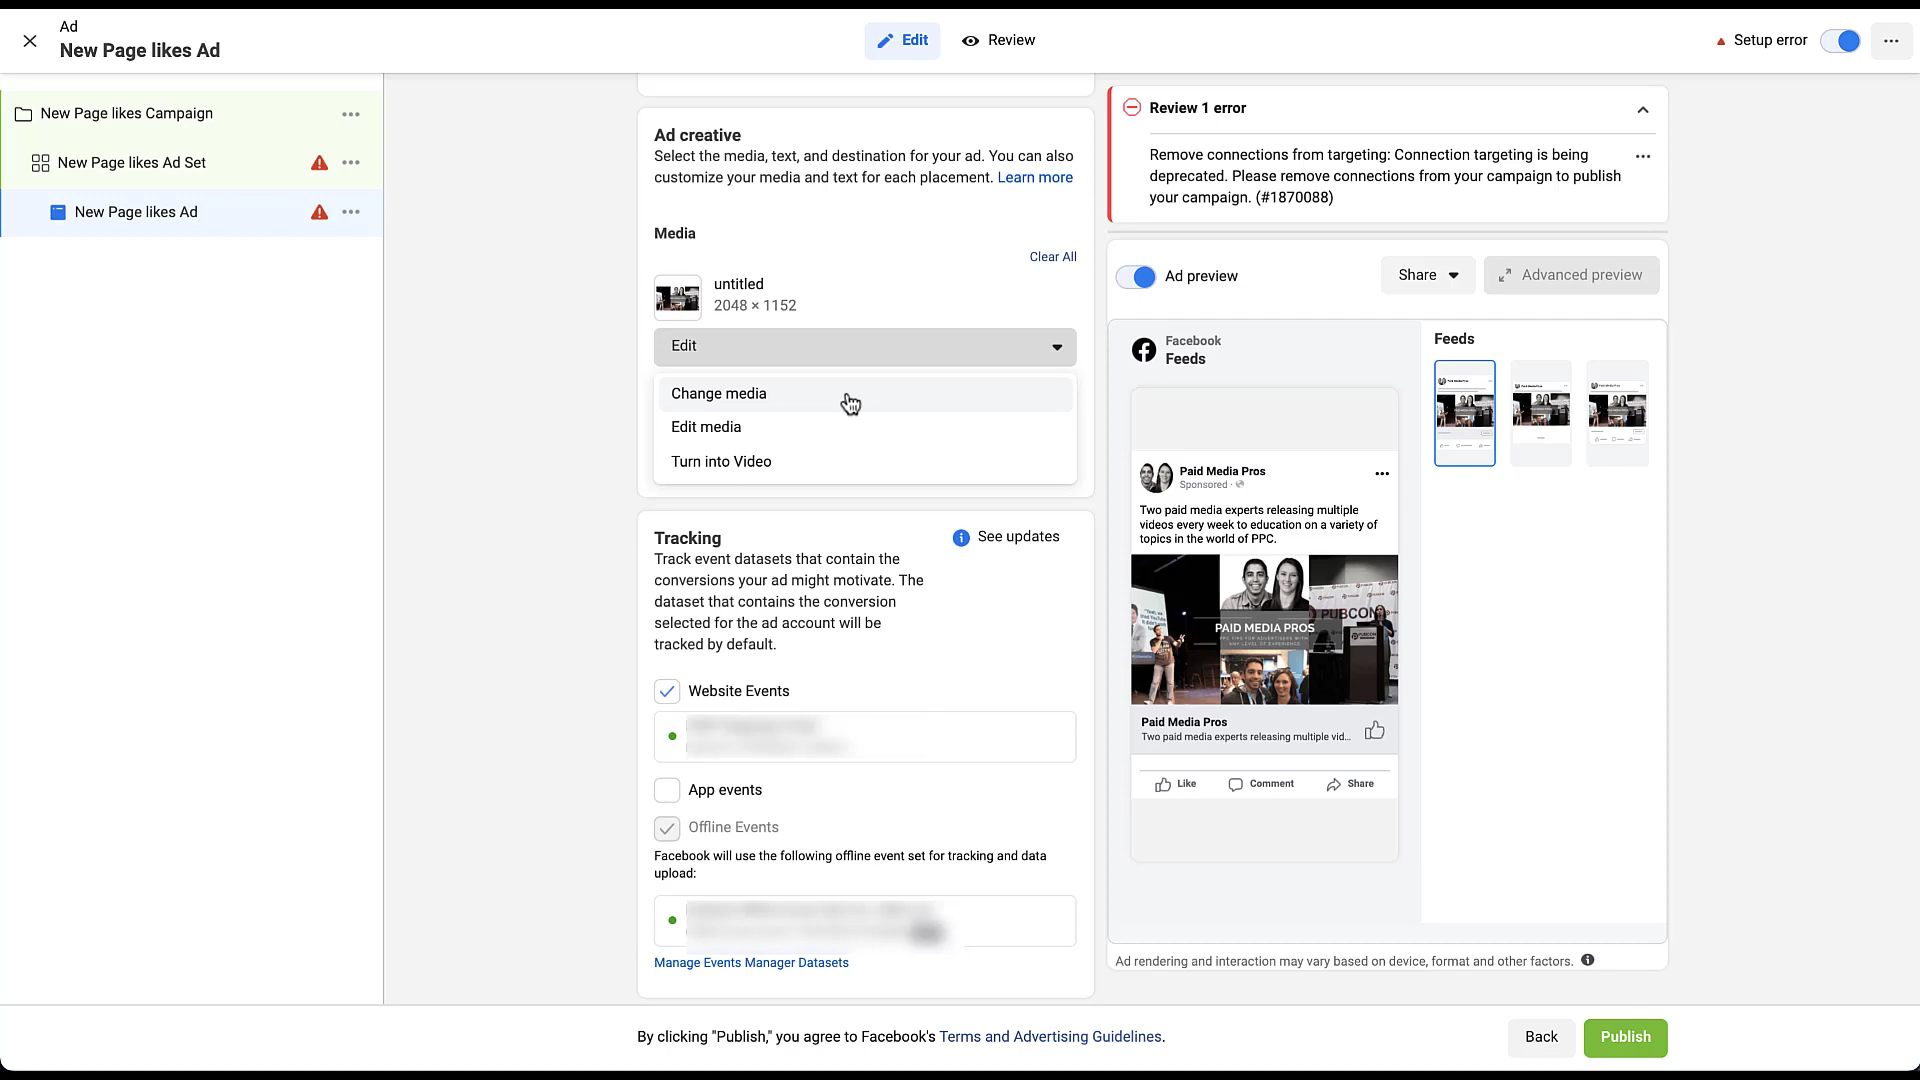 Ad
New Page likes Ad
Edit
Review
Setup error
New Page likes Campaign
New Page likes Ad Set
New Page likes Ad
Ad creative
Select the media, text, and destination for your ad. You can also
customize your media and text for each placement. Learn more
Media
Clear All
untitled
2048 × 1152
Edit
Change media
Edit media
Turn into Video
Tracking
See updates
Track event datasets that contain the
conversions your ad might motivate. The
dataset that contains the conversion
selected for the ad account will be
tracked by default.
Website Events
App events
Offline Events
Facebook will use the following offline event set for tracking and data
upload:
Manage Events Manager Datasets
Review 1 error
Remove connections from targeting: Connection targeting is being
deprecated. Please remove connections from your campaign to publish
your campaign. (#1870088)
Ad preview
Share
Advanced preview
Facebook
Feeds
Feeds
Paid Media Pros
Sponsored ·
Two paid media experts releasing multiple
videos every week to education on a variety of
topics in the world of PPC.
PUBCON
PAID MEDIA PROS
PPC TIPS FOR ADVERTISERS WITH
ANY LEVEL OF EXPERIENCE
Paid Media Pros
Two paid media experts releasing multiple vid...
Like
Comment
Share
Ad rendering and interaction may vary based on device, format and other factors.
By clicking "Publish," you agree to Facebook's Terms and Advertising Guidelines.
Back
Publish